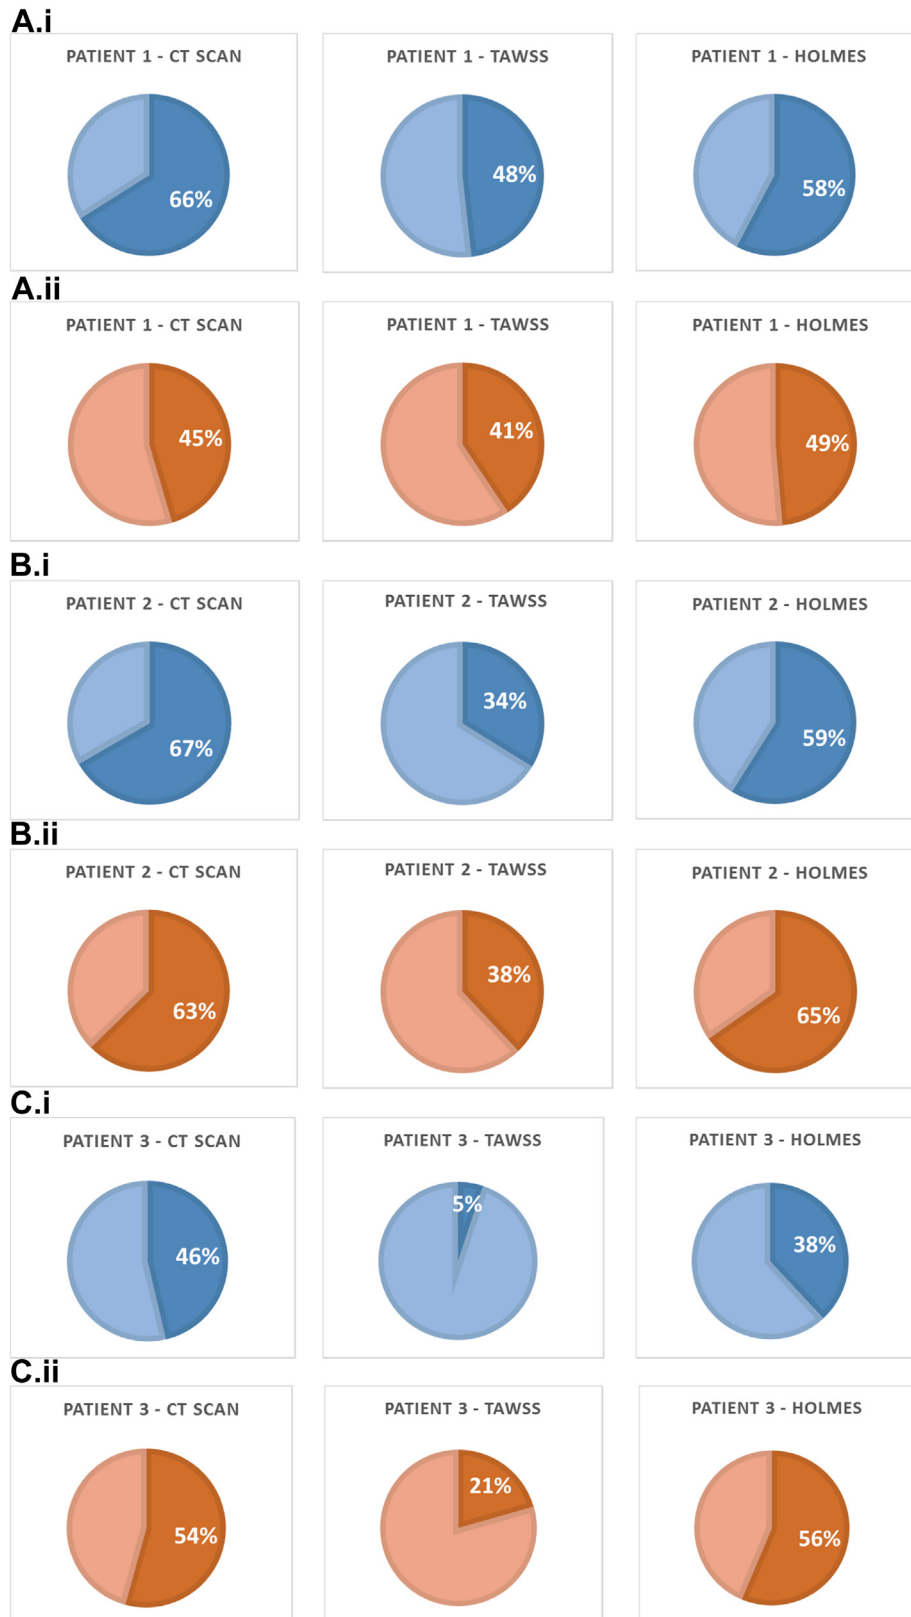 A.i
PATIENT 1 - CT SCAN
PATIENT 1 - TAWSS
PATIENT 1 - HOLMES
66%
48%
58%
A.ii
PATIENT 1 - CT SCAN
PATIENT 1 - TAWSS
PATIENT 1 - HOLMES
45%
41%
49%
B.i
PATIENT 2 - CT SCAN
PATIENT 2 - TAWSS
PATIENT 2 - HOLMES
67%
34%
59%
B.ii
PATIENT 2 - CT SCAN
PATIENT 2 - TAWSS
PATIENT 2 - HOLMES
63%
38%
65%
C.i
PATIENT 3 - CT SCAN
PATIENT 3 - TAWSS
PATIENT 3 - HOLMES
46%
5%
38%
C.ii
PATIENT 3 - CT SCAN
PATIENT 3 - TAWSS
PATIENT 3 - HOLMES
54%
21%
56%